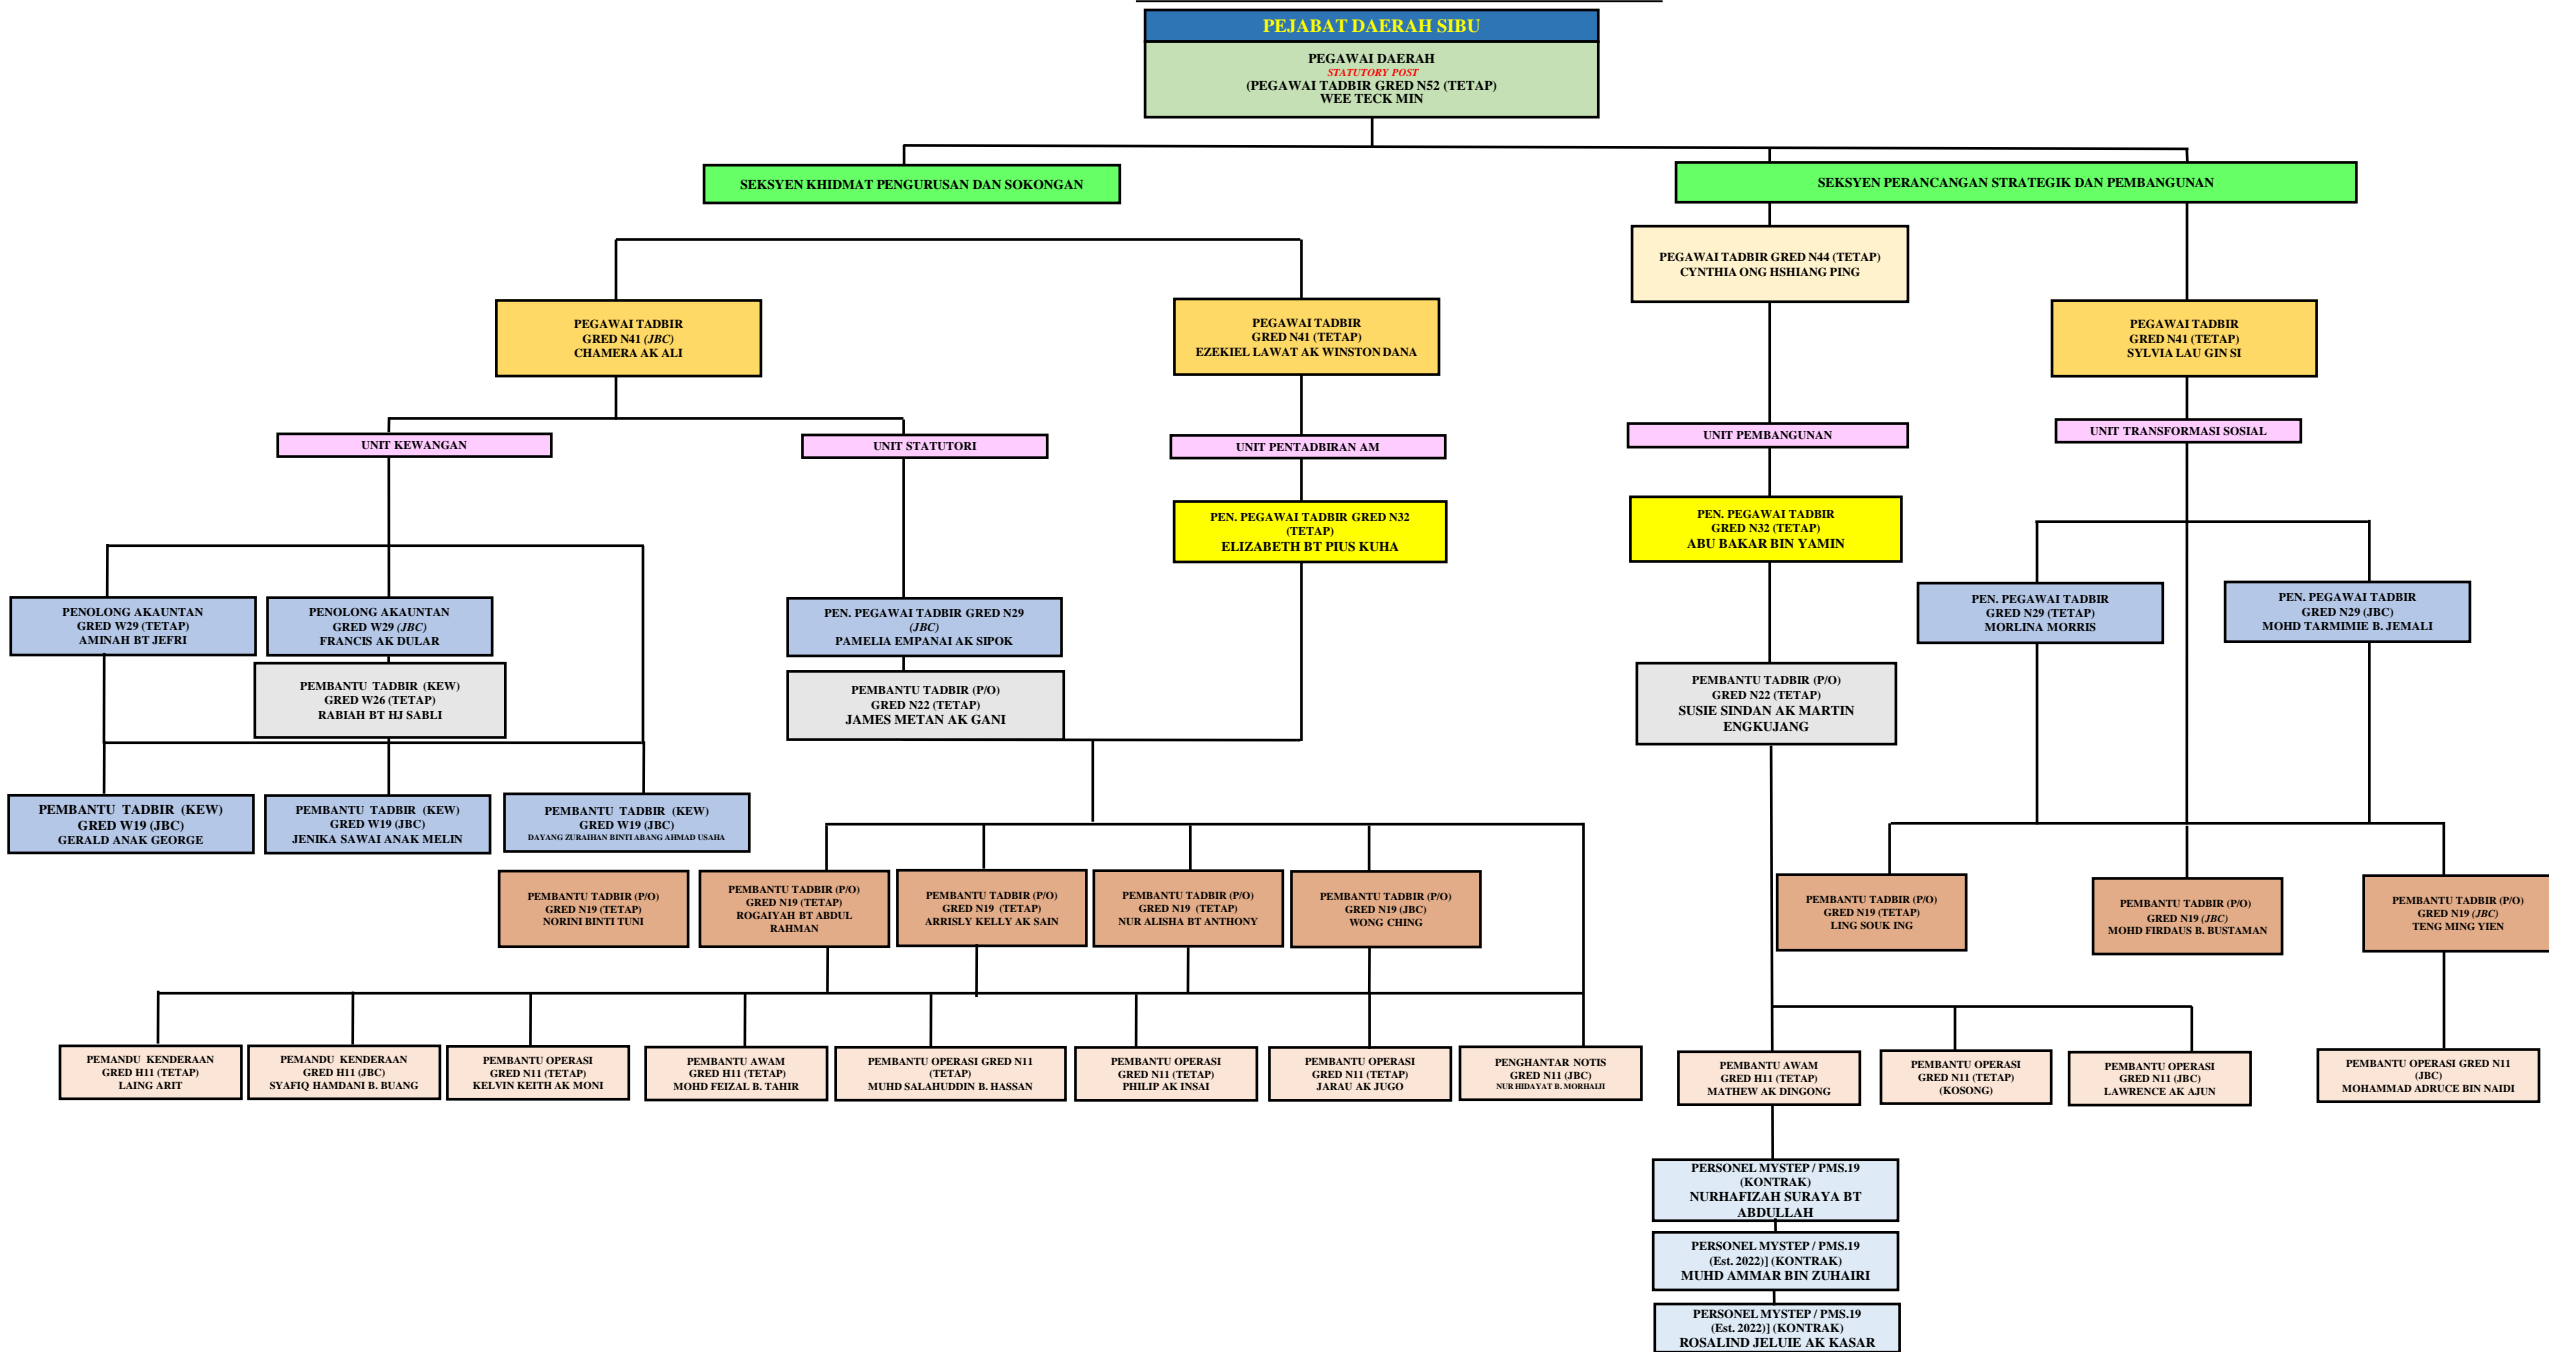 PEJABAT DAERAH SIBU
PEGAWAI DAERAH
STATUTORY POST
(PEGAWAI TADBIR GRED N52 (TETAP)
WEE TECK MIN
SEKSYEN KHIDMAT PENGURUSAN DAN SOKONGAN
SEKSYEN PERANCANGAN STRATEGIK DAN PEMBANGUNAN
PEGAWAI TADBIR GRED N44 (TETAP)
CYNTHIA ONG HSHIANG PING
PEGAWAI TADBIR
GRED N41 (JBC)
CHAMERA AK ALI
PEGAWAI TADBIR
GRED N41 (TETAP)
EZEKIEL LAWAT AK WINSTON DANA
PEGAWAI TADBIR
GRED N41 (TETAP)
SYLVIA LAU GIN SI
UNIT KEWANGAN
UNIT STATUTORI
UNIT PENTADBIRAN AM
UNIT PEMBANGUNAN
UNIT TRANSFORMASI SOSIAL
PEN. PEGAWAI TADBIR GRED N32
(TETAP)
ELIZABETH BT PIUS KUHA
PEN. PEGAWAI TADBIR
GRED N32 (TETAP)
ABU BAKAR BIN YAMIN
PENOLONG AKAUNTAN
GRED W29 (TETAP)
AMINAH BT JEFRI
PENOLONG AKAUNTAN
GRED W29 (JBC)
FRANCIS AK DULAR
PEN. PEGAWAI TADBIR GRED N29
(JBC)
PAMELIA EMPANAI AK SIPOK
PEN. PEGAWAI TADBIR
GRED N29 (TETAP)
MORLINA MORRIS
PEN. PEGAWAI TADBIR
GRED N29 (JBC)
MOHD TARMIMIE B. JEMALI
PEMBANTU TADBIR (KEW)
GRED W26 (TETAP)
RABIAH BT HJ SABLI
PEMBANTU TADBIR (P/O)
GRED N22 (TETAP)
JAMES METAN AK GANI
PEMBANTU TADBIR (P/O)
GRED N22 (TETAP)
SUSIE SINDAN AK MARTIN
ENGKUJANG
PEMBANTU TADBIR (KEW)
GRED W19 (JBC)
GERALD ANAK GEORGE
PEMBANTU TADBIR (KEW)
GRED W19 (JBC)
JENIKA SAWAI ANAK MELIN
PEMBANTU TADBIR (KEW)
GRED W19 (JBC)
DAYANG ZURAIHAN BINTI ABANG AHMAD USAHA
PEMBANTU TADBIR (P/O)
GRED N19 (TETAP)
NORINI BINTI TUNI
PEMBANTU TADBIR (P/O)
GRED N19 (TETAP)
ROGAIYAH BT ABDUL
RAHMAN
PEMBANTU TADBIR (P/O)
GRED N19 (TETAP)
ARRISLY KELLY AK SAIN
PEMBANTU TADBIR (P/O)
GRED N19 (TETAP)
NUR ALISHA BT ANTHONY
PEMBANTU TADBIR (P/O)
GRED N19 (JBC)
WONG CHING
PEMBANTU TADBIR (P/O)
GRED N19 (TETAP)
LING SOUK ING
PEMBANTU TADBIR (P/O)
GRED N19 (JBC)
MOHD FIRDAUS B. BUSTAMAN
PEMBANTU TADBIR (P/O)
GRED N19 (JBC)
TENG MING YIEN
PEMANDU KENDERAAN
GRED H11 (TETAP)
LAING ARIT
PEMANDU KENDERAAN
GRED H11 (JBC)
SYAFIQ HAMDANI B. BUANG
PEMBANTU OPERASI
GRED N11 (TETAP)
KELVIN KEITH AK MONI
PEMBANTU AWAM
GRED H11 (TETAP)
MOHD FEIZAL B. TAHIR
PEMBANTU OPERASI GRED N11
(TETAP)
MUHD SALAHUDDIN B. HASSAN
PEMBANTU OPERASI
GRED N11 (TETAP)
PHILIP AK INSAI
PEMBANTU OPERASI
GRED N11 (TETAP)
JARAU AK JUGO
PENGHANTAR NOTIS
GRED N11 (JBC)
NUR HIDAYAT B. MORHAIJI
PEMBANTU AWAM
GRED H11 (TETAP)
MATHEW AK DINGONG
PEMBANTU OPERASI
GRED N11 (TETAP)
(KOSONG)
PEMBANTU OPERASI
GRED N11 (JBC)
LAWRENCE AK AJUN
PEMBANTU OPERASI GRED N11
(JBC)
MOHAMMAD ADRUCE BIN NAIDI
PERSONEL MYSTEP / PMS.19
(KONTRAK)
NURHAFIZAH SURAYA BT
ABDULLAH
PERSONEL MYSTEP / PMS.19
(Est. 2022)] (KONTRAK)
MUHD AMMAR BIN ZUHAIRI
PERSONEL MYSTEP / PMS.19
(Est. 2022)] (KONTRAK)
ROSALIND JELUIE AK KASAR